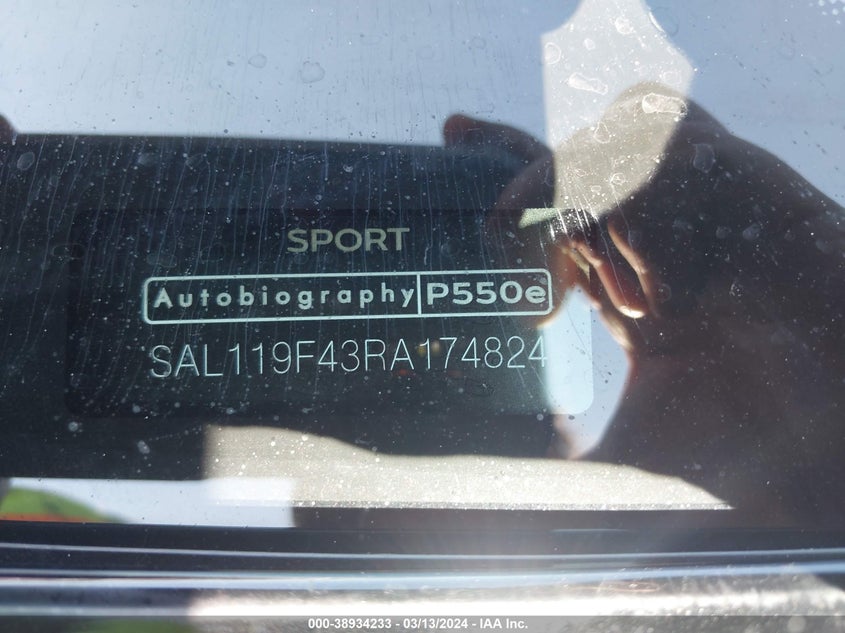 SPORT
Autobiography P550e
SAL119F43RA174824
000-38934233 - 03/13/2024 - IAA Inc.